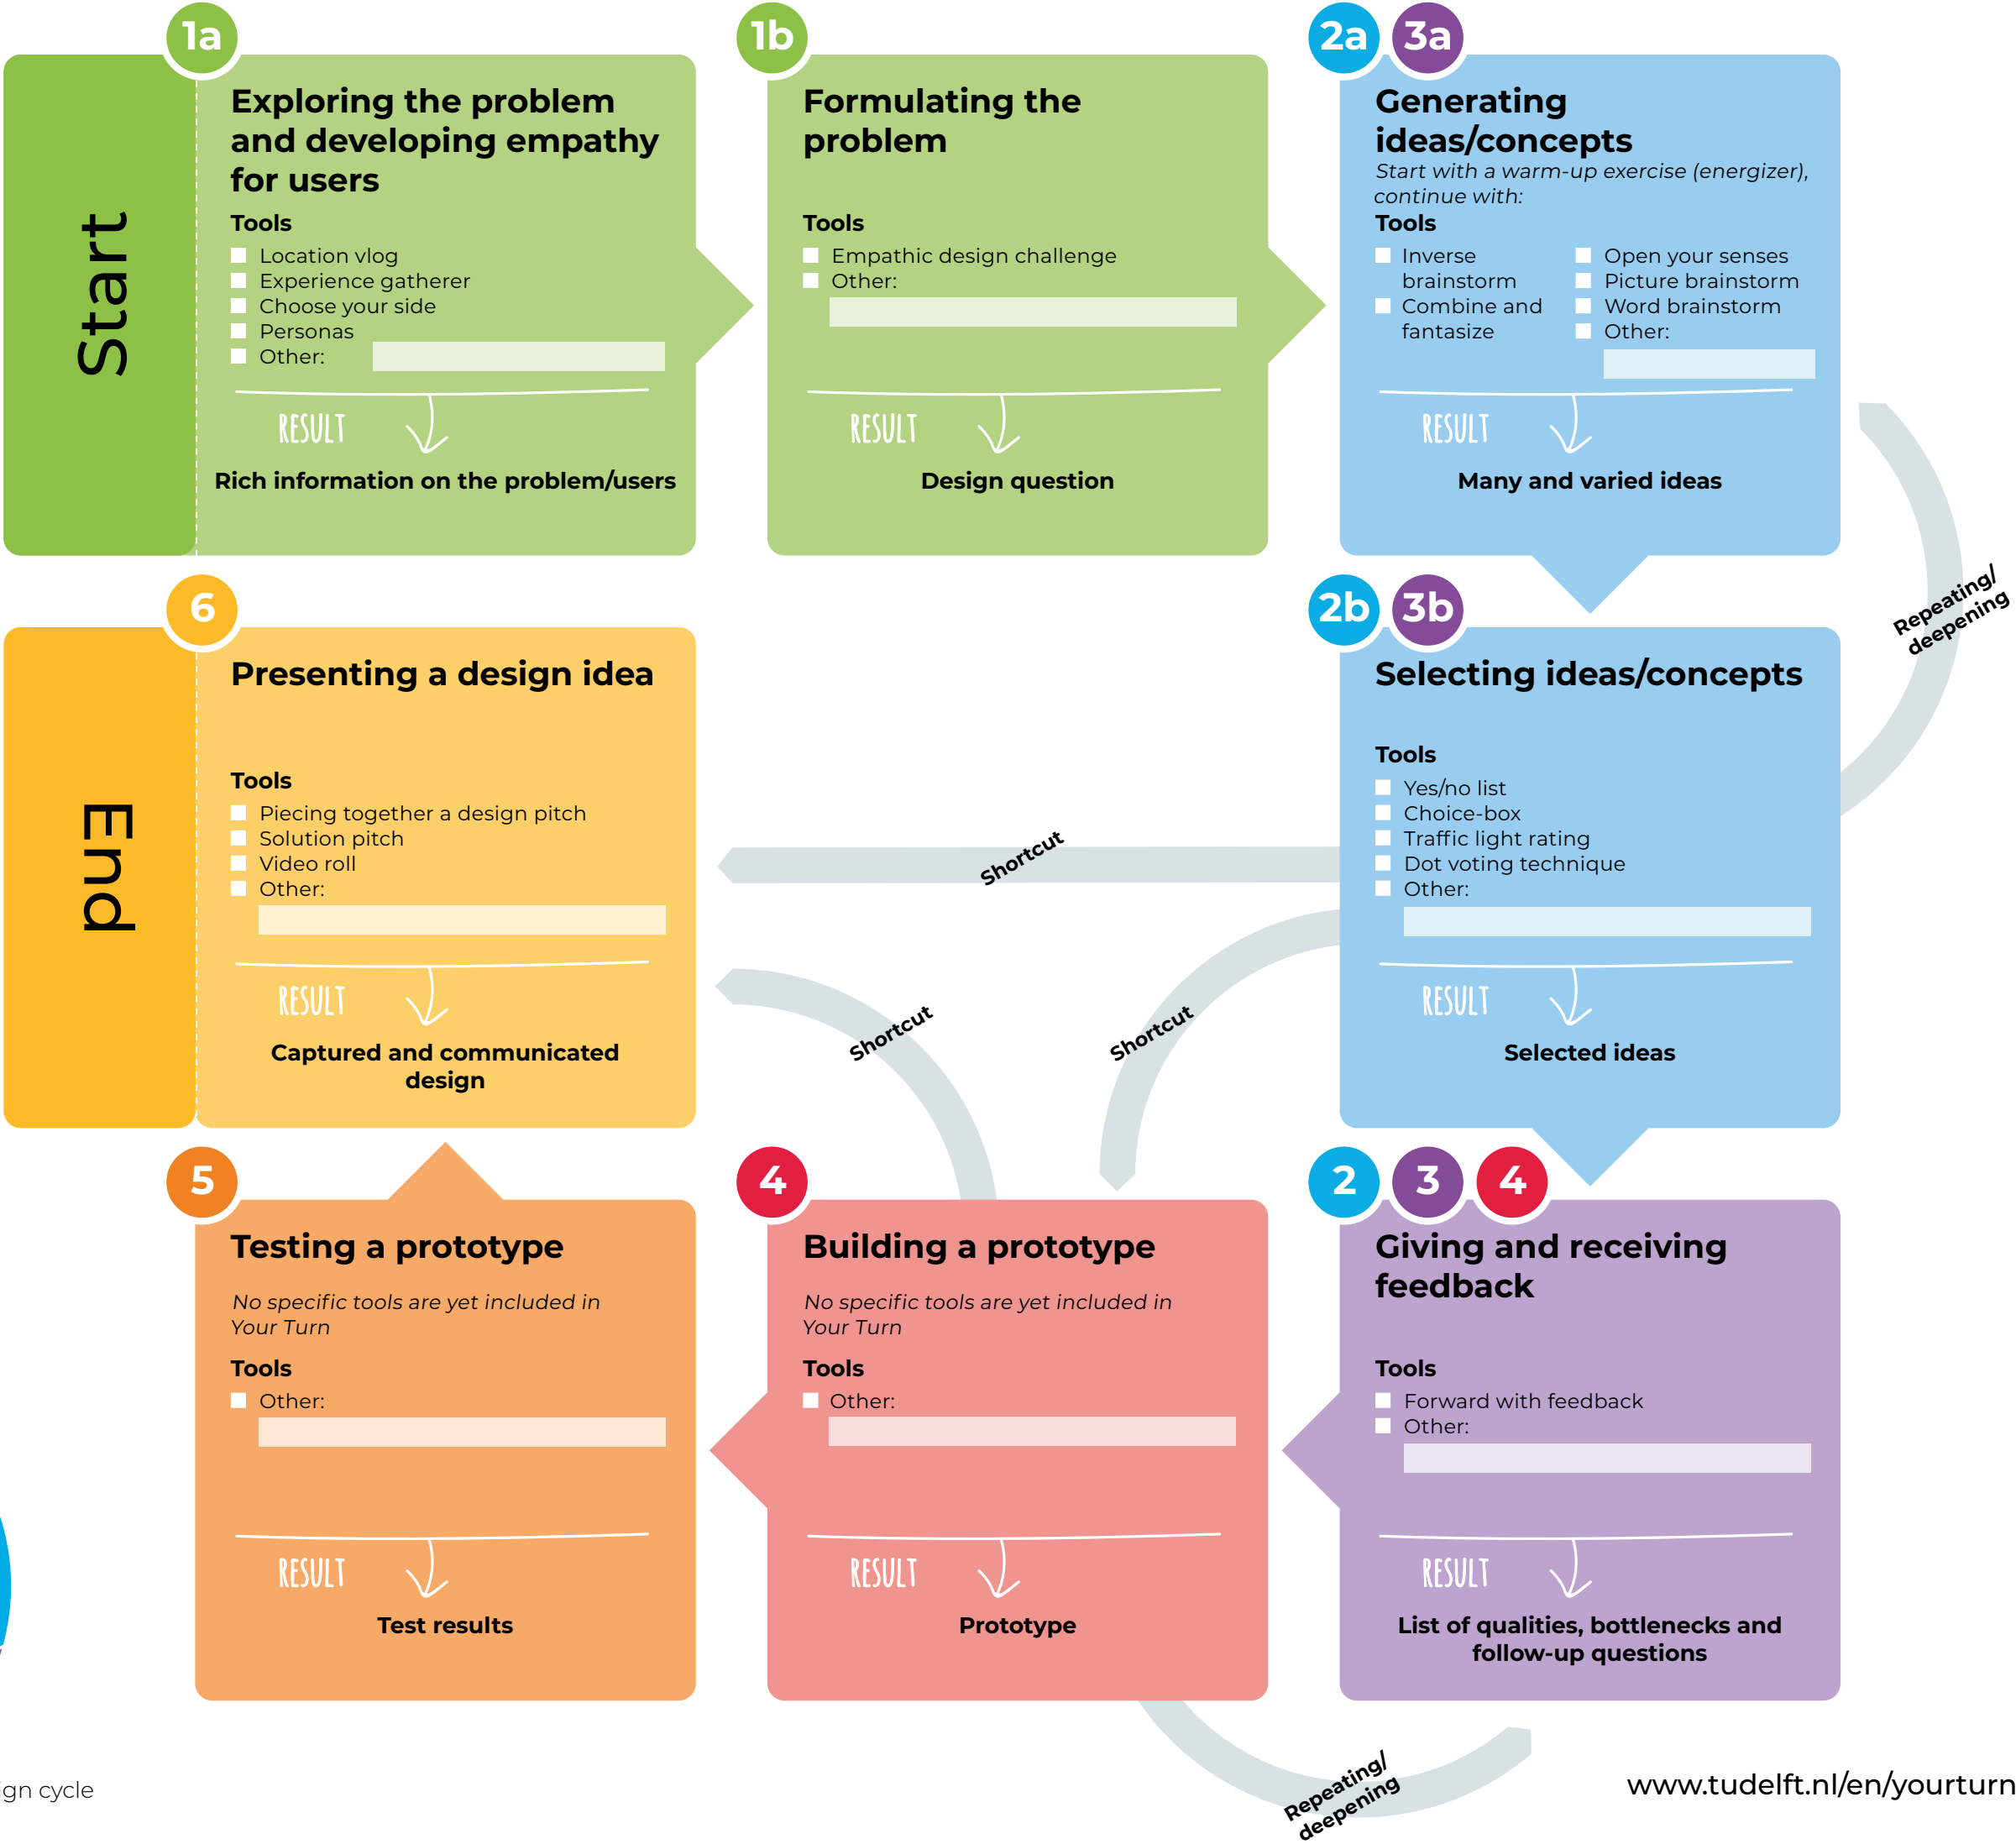 Start
1a
Exploring the problem
and developing empathy
for users
Tools
Location vlog
Experience gatherer
Choose your side
Personas
Other:
RESULT
Rich information on the problem/users
1b
Formulating the
problem
Tools
Empathic design challenge
Other:
RESULT
Design question
2a 3a
Generating
ideas/concepts
Start with a warm-up exercise (energizer),
continue with:
Tools
Inverse
brainstorm
Combine and
fantasize
Open your senses
Picture brainstorm
Word brainstorm
Other:
RESULT
Many and varied ideas
Repeating/
deepening
2b 3b
Selecting ideas/concepts
Tools
Yes/no list
Choice-box
Traffic light rating
Dot voting technique
Other:
RESULT
Selected ideas
Shortcut
Shortcut
Shortcut
End
6
Presenting a design idea
Tools
Piecing together a design pitch
Solution pitch
Video roll
Other:
RESULT
Captured and communicated
design
5
Testing a prototype
No specific tools are yet included in
Your Turn
Tools
Other:
RESULT
Test results
4
Building a prototype
No specific tools are yet included in
Your Turn
Tools
Other:
RESULT
Prototype
2 3 4
Giving and receiving
feedback
Tools
Forward with feedback
Other:
RESULT
List of qualities, bottlenecks and
follow-up questions
Repeating/
deepening
ign cycle
www.tudelft.nl/en/yourturn